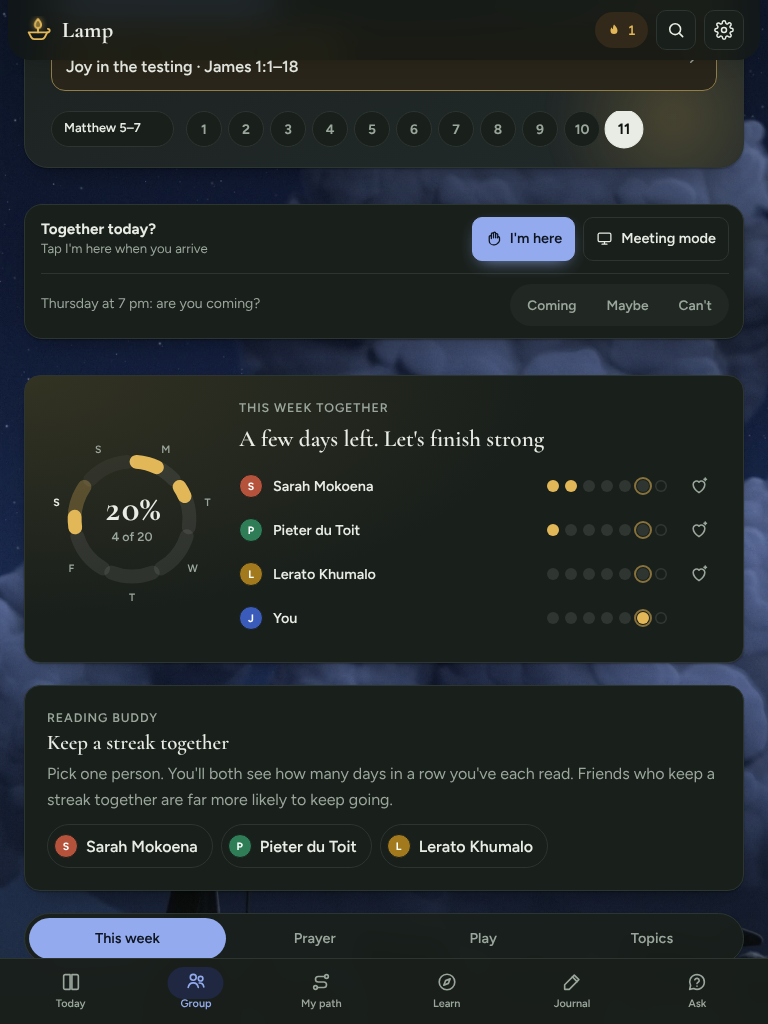 Lamp
1
Joy in the testing · James 1:1–18
Matthew 5–7 1 2 3 4 5 6 7 8 9 10 11
Together today?
Tap I'm here when you arrive
I'm here
Meeting mode
Thursday at 7 pm: are you coming?
Coming Maybe Can't
THIS WEEK TOGETHER
A few days left. Let's finish strong
S M T W T F S
20%
4 of 20
S Sarah Mokoena
P Pieter du Toit
L Lerato Khumalo
J You
READING BUDDY
Keep a streak together
Pick one person. You'll both see how many days in a row you've each read. Friends who keep a
streak together are far more likely to keep going.
S Sarah Mokoena P Pieter du Toit L Lerato Khumalo
This week Prayer Play Topics
Today Group My path Learn Journal Ask